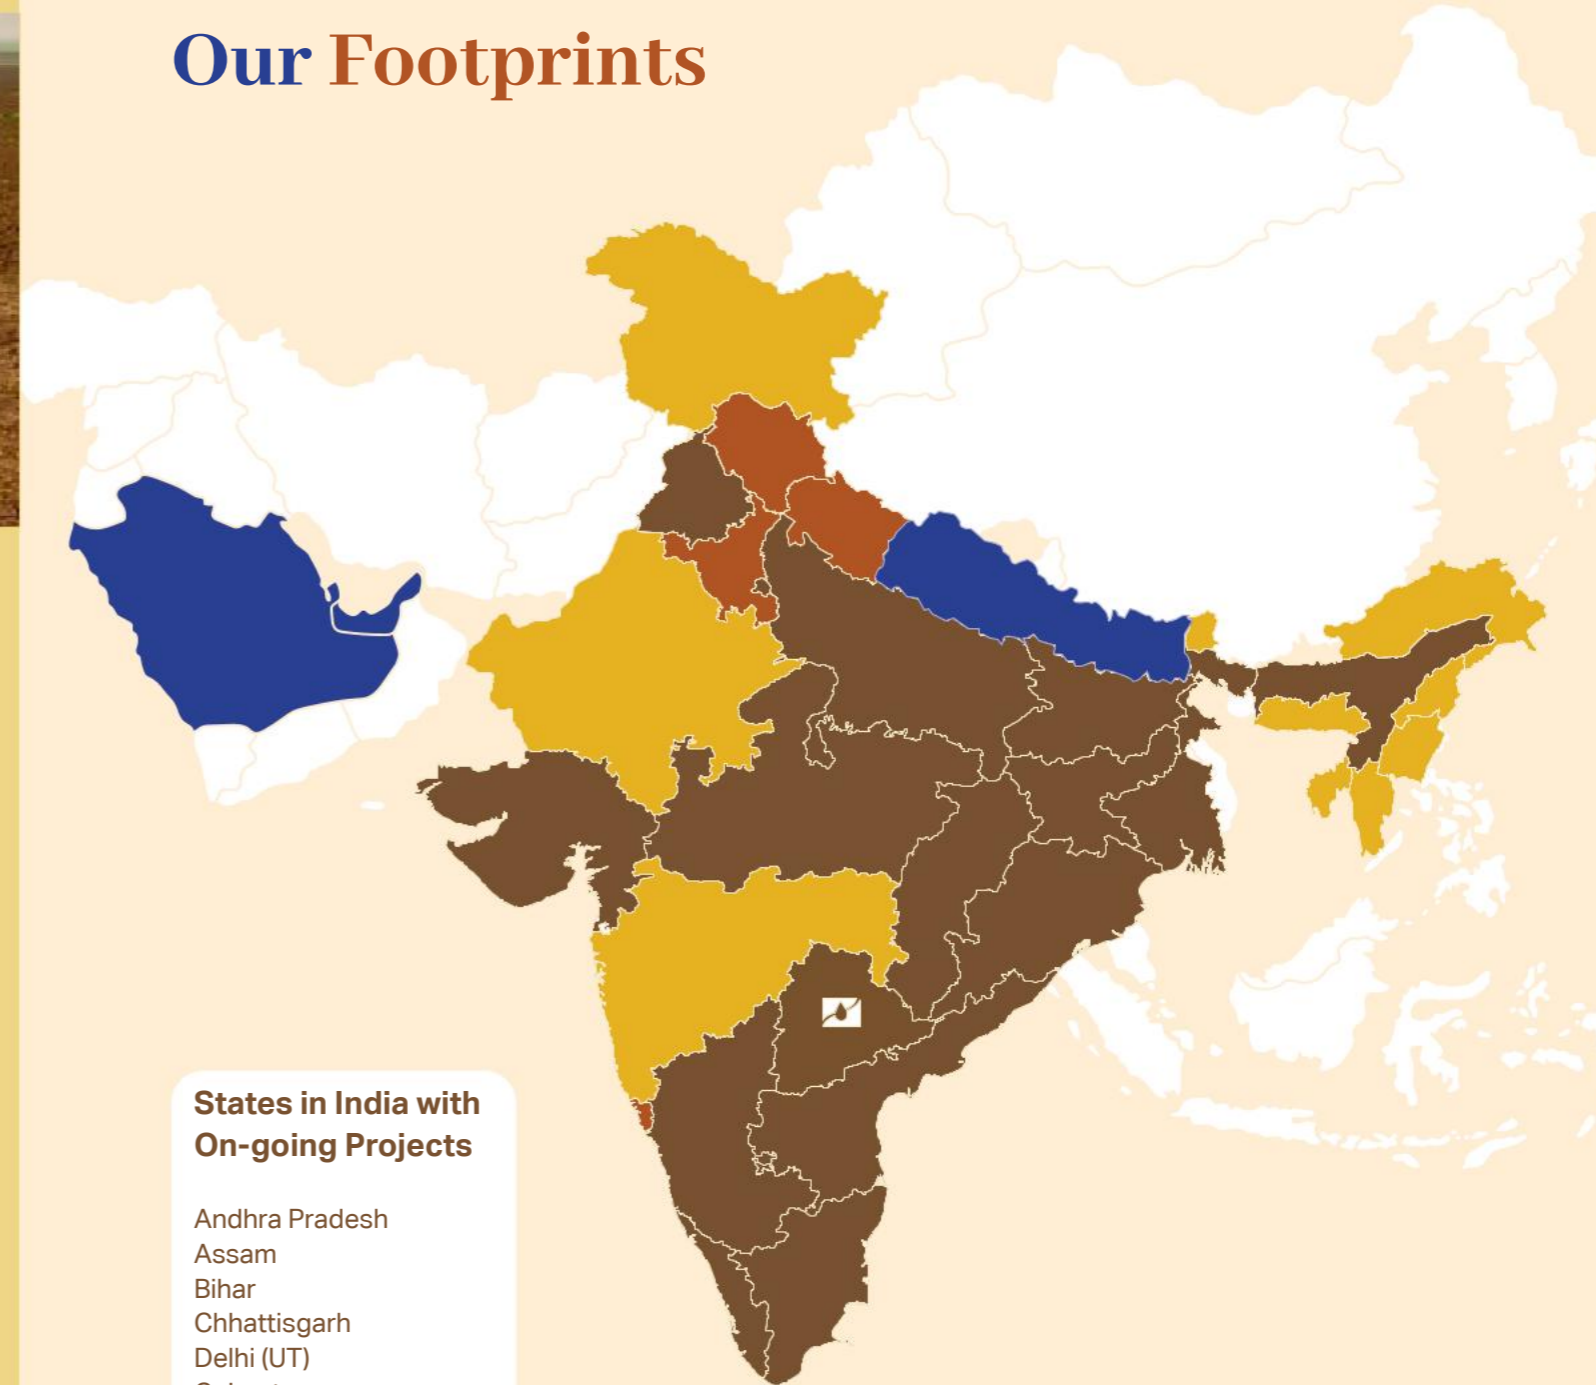 Our Footprints
States in India with
On-going Projects
Andhra Pradesh
Assam
Bihar
Chhattisgarh
Delhi (UT)